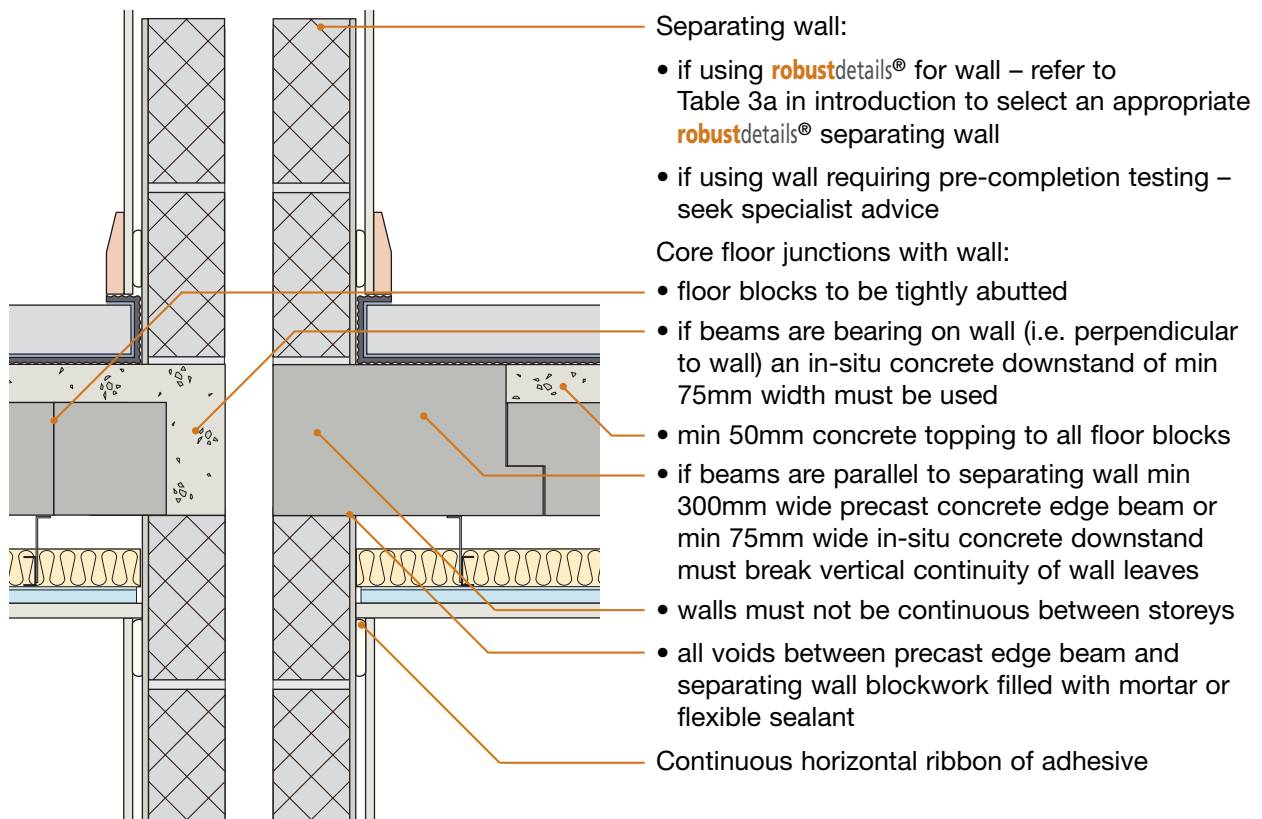 Separating wall:
• if using robustdetails® for wall – refer to
Table 3a in introduction to select an appropriate
robustdetails® separating wall
• if using wall requiring pre-completion testing –
seek specialist advice
Core floor junctions with wall:
• floor blocks to be tightly abutted
• if beams are bearing on wall (i.e. perpendicular
to wall) an in-situ concrete downstand of min
75mm width must be used
• min 50mm concrete topping to all floor blocks
• if beams are parallel to separating wall min
300mm wide precast concrete edge beam or
min 75mm wide in-situ concrete downstand
must break vertical continuity of wall leaves
• walls must not be continuous between storeys
• all voids between precast edge beam and
separating wall blockwork filled with mortar or
flexible sealant
Continuous horizontal ribbon of adhesive